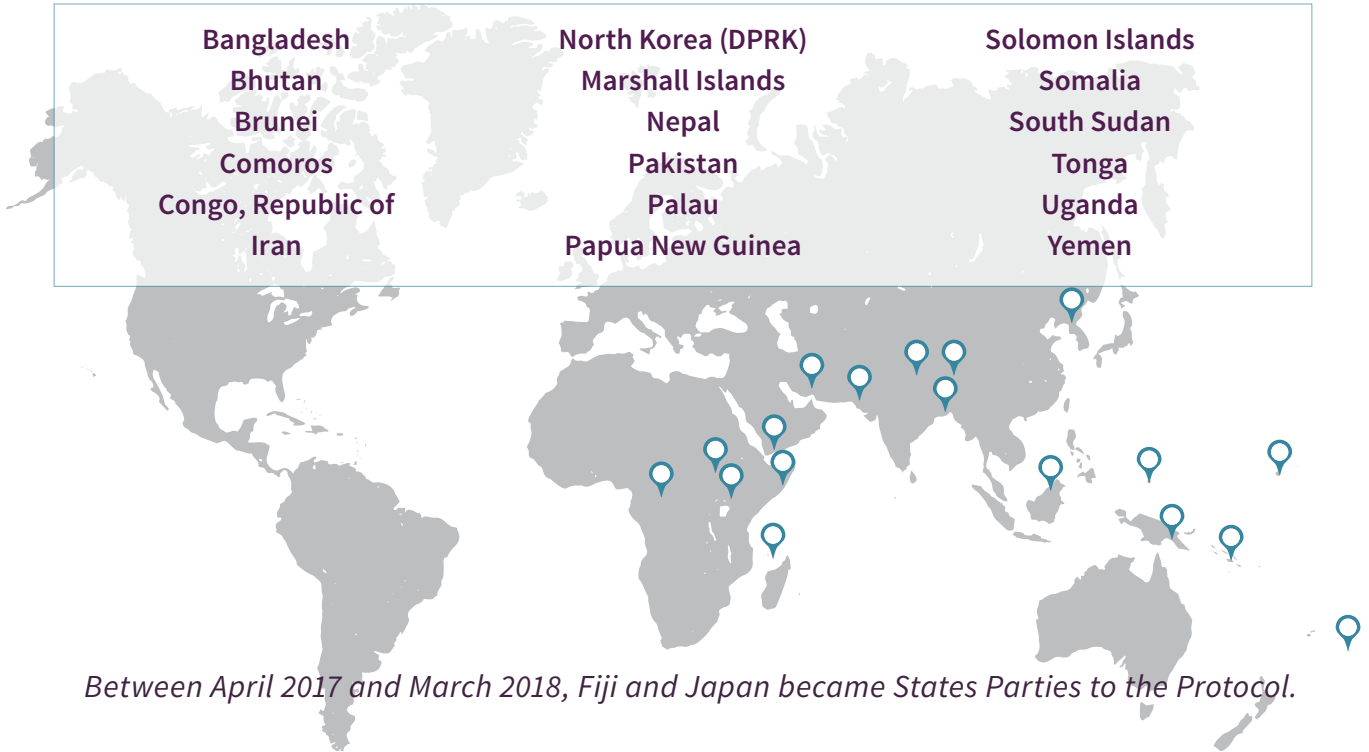 Bangladesh
Bhutan
Brunei
Comoros
Congo, Republic of
Iran
North Korea (DPRK)
Marshall Islands
Nepal
Pakistan
Palau
Papua New Guinea
Solomon Islands
Somalia
South Sudan
Tonga
Uganda
Yemen
Between April 2017 and March 2018, Fiji and Japan became States Parties to the Protocol.